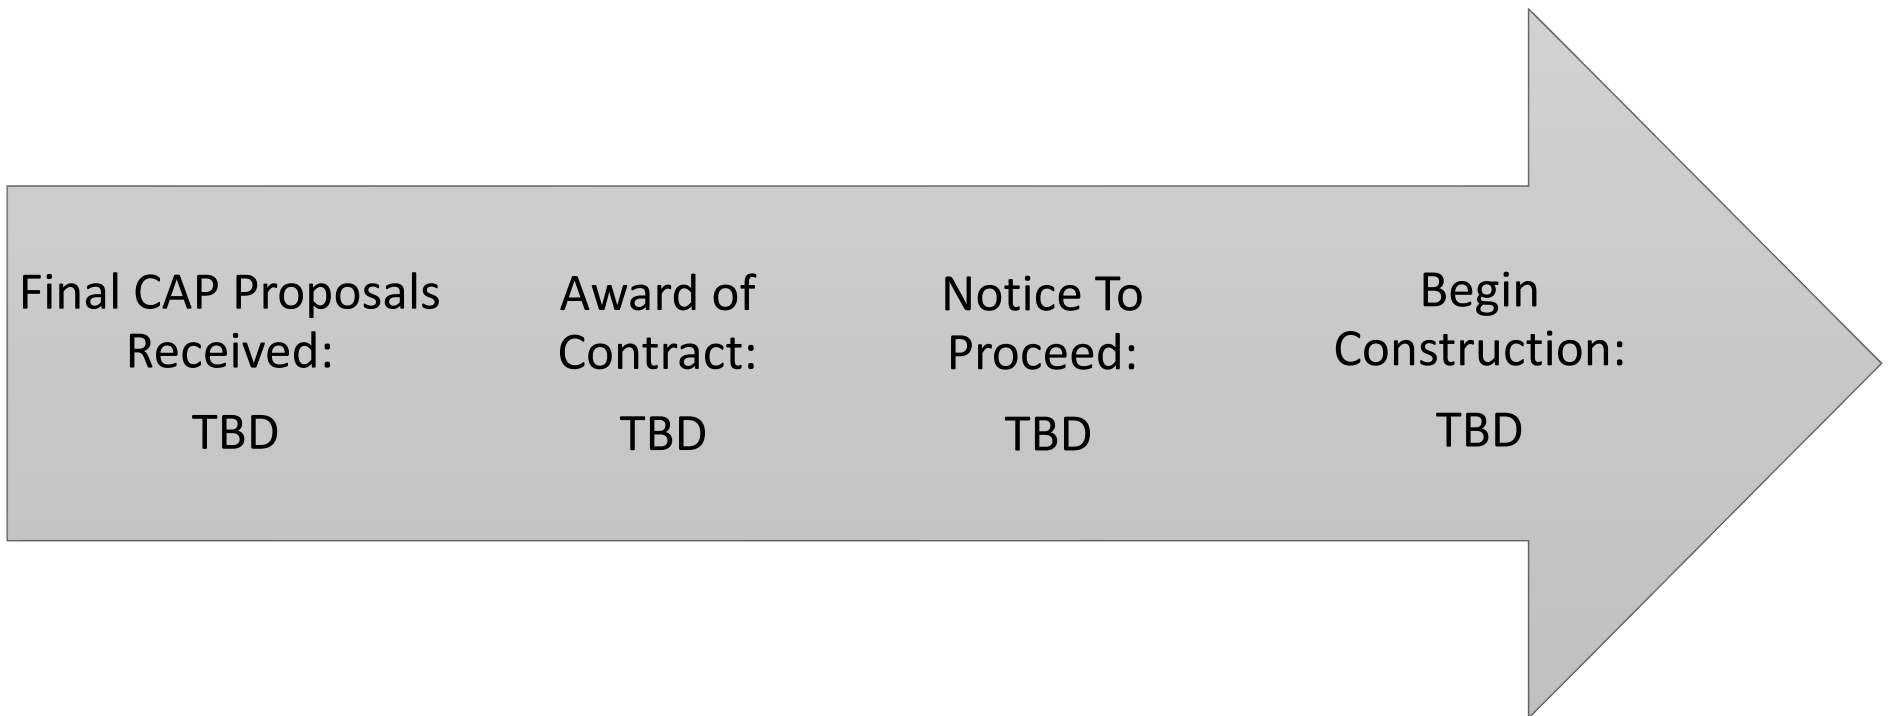 Final CAP Proposals
Received:
TBD
Award of
Contract:
TBD
Notice To
Proceed:
TBD
Begin
Construction:
TBD